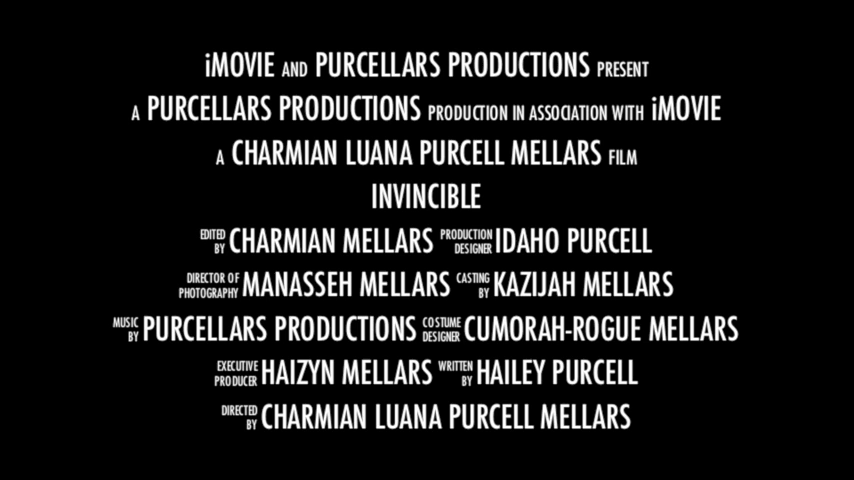 iMOVIE AND PURCELLARS PRODUCTIONS PRESENT
A PURCELLARS PRODUCTIONS PRODUCTION IN ASSOCIATION WITH iMOVIE
A CHARMIAN LUANA PURCELL MELLARS FILM
INVINCIBLE
EDITED BY CHARMIAN MELLARS PRODUCTION DESIGNER IDAHO PURCELL
DIRECTOR OF PHOTOGRAPHY MANASSEH MELLARS CASTING BY KAZIJAH MELLARS
MUSIC BY PURCELLARS PRODUCTIONS COSTUME DESIGNER CUMORAH-ROGUE MELLARS
EXECUTIVE PRODUCER HAIZYN MELLARS WRITTEN BY HAILEY PURCELL
DIRECTED BY CHARMIAN LUANA PURCELL MELLARS